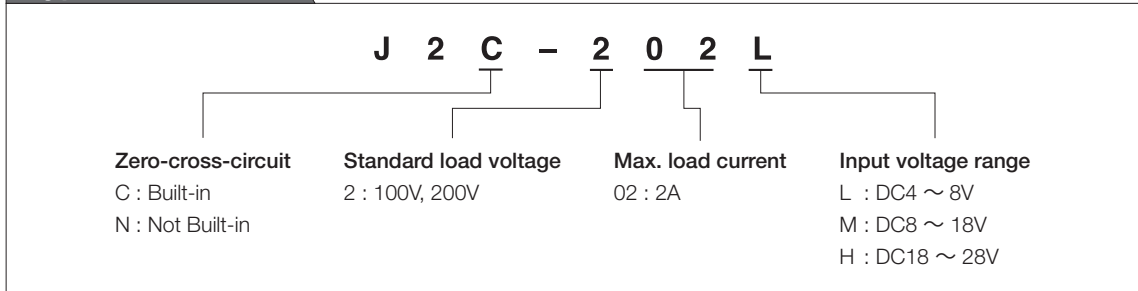 J 2 C – 2 0 2 L
Zero-cross-circuit
C : Built-in
N : Not Built-in
Standard load voltage
2 : 100V, 200V
Max. load current
02 : 2A
Input voltage range
L : DC4 ～ 8V
M : DC8 ～ 18V
H : DC18 ～ 28V